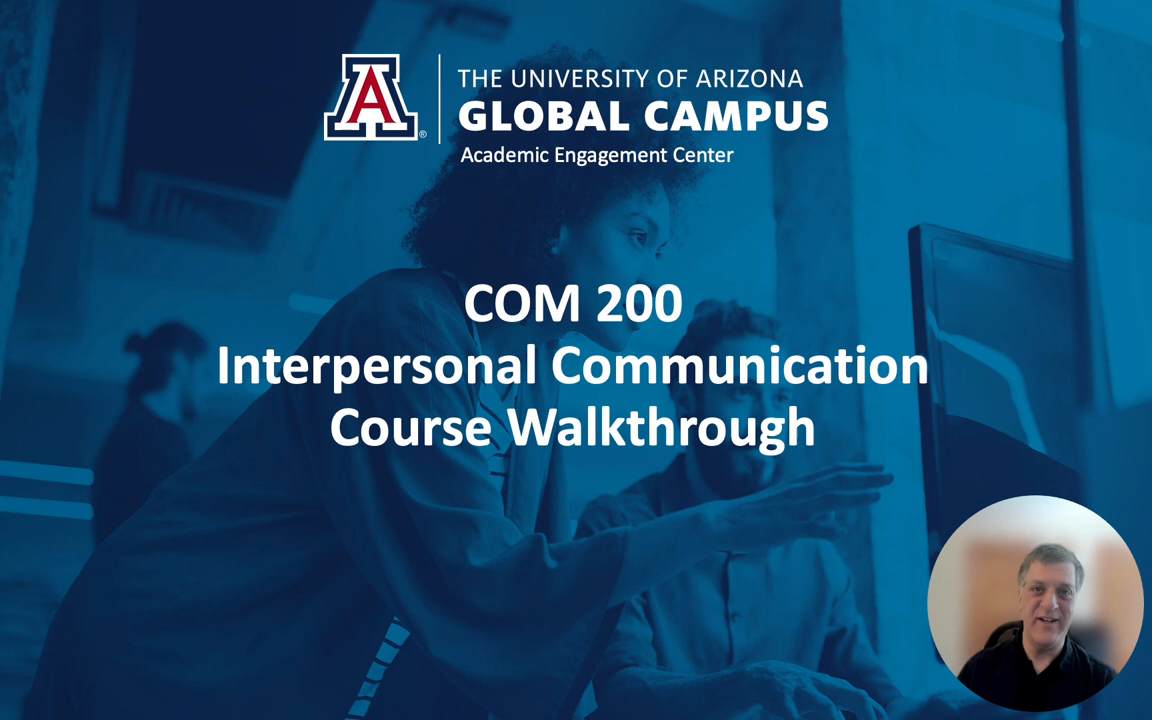 A ®
THE UNIVERSITY OF ARIZONA
GLOBAL CAMPUS
Academic Engagement Center
COM 200
Interpersonal Communication
Course Walkthrough